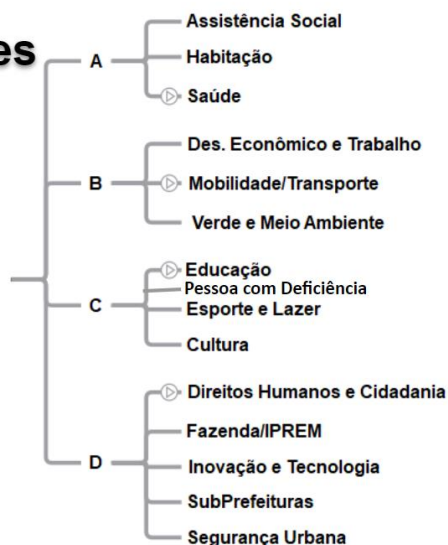 es
A
Assistência Social
Habitação
Saúde
B
Des. Econômico e Trabalho
Mobilidade/Transporte
Verde e Meio Ambiente
C
Educação
Pessoa com Deficiência
Esporte e Lazer
Cultura
D
Direitos Humanos e Cidadania
Fazenda/IPREM
Inovação e Tecnologia
SubPrefeituras
Segurança Urbana